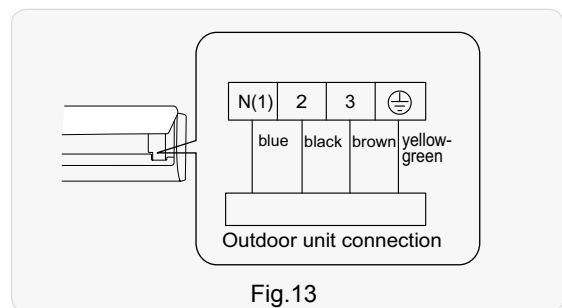 N(1) 2 3
blue black brown yellow-
green
Outdoor unit connection
Fig.13